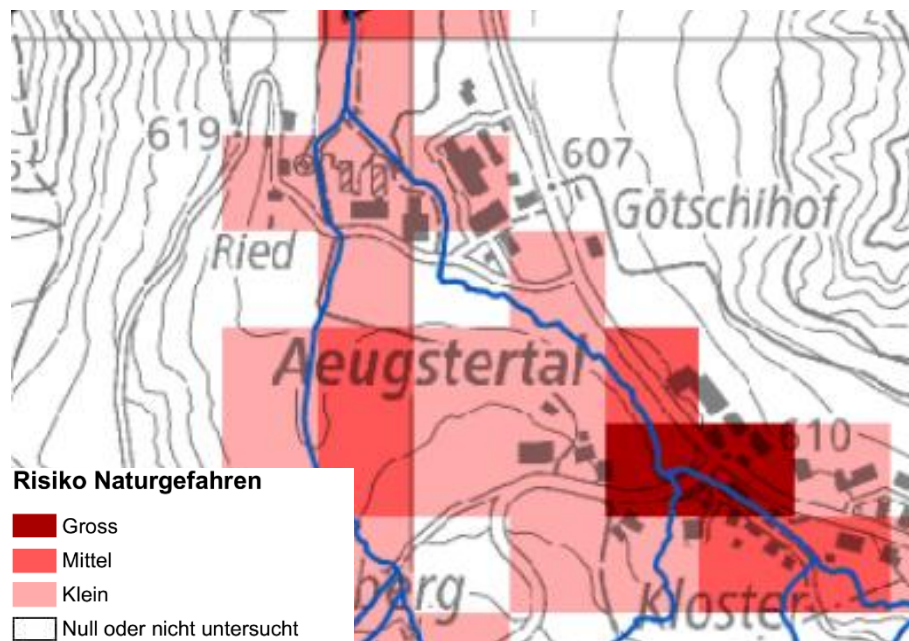 619
607
Götschihof
Ried
Aeugstertal
610
Risiko Naturgefahren
Gross
Mittel
Klein
Null oder nicht untersucht
berg
Kloster